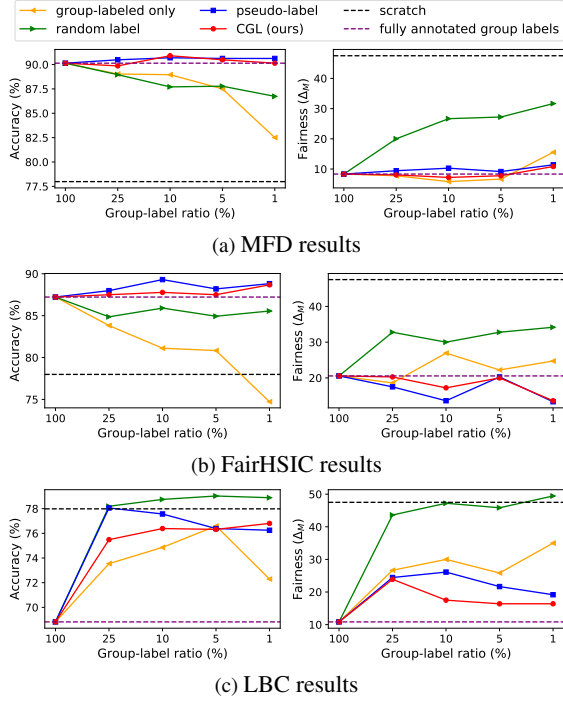 group-labeled only
pseudo-label
scratch
random label
CGL (ours)
fully annotated group labels
Accuracy (%)
90.0
87.5
85.0
82.5
80.0
77.5
100 25 10 5 1
Group-label ratio (%)
Fairness (Δ_M)
40
30
20
10
100 25 10 5 1
Group-label ratio (%)
(a) MFD results
Accuracy (%)
90
85
80
75
100 25 10 5 1
Group-label ratio (%)
Fairness (Δ_M)
40
30
20
100 25 10 5 1
Group-label ratio (%)
(b) FairHSIC results
Accuracy (%)
78
76
74
72
70
100 25 10 5 1
Group-label ratio (%)
Fairness (Δ_M)
50
40
30
20
10
100 25 10 5 1
Group-label ratio (%)
(c) LBC results